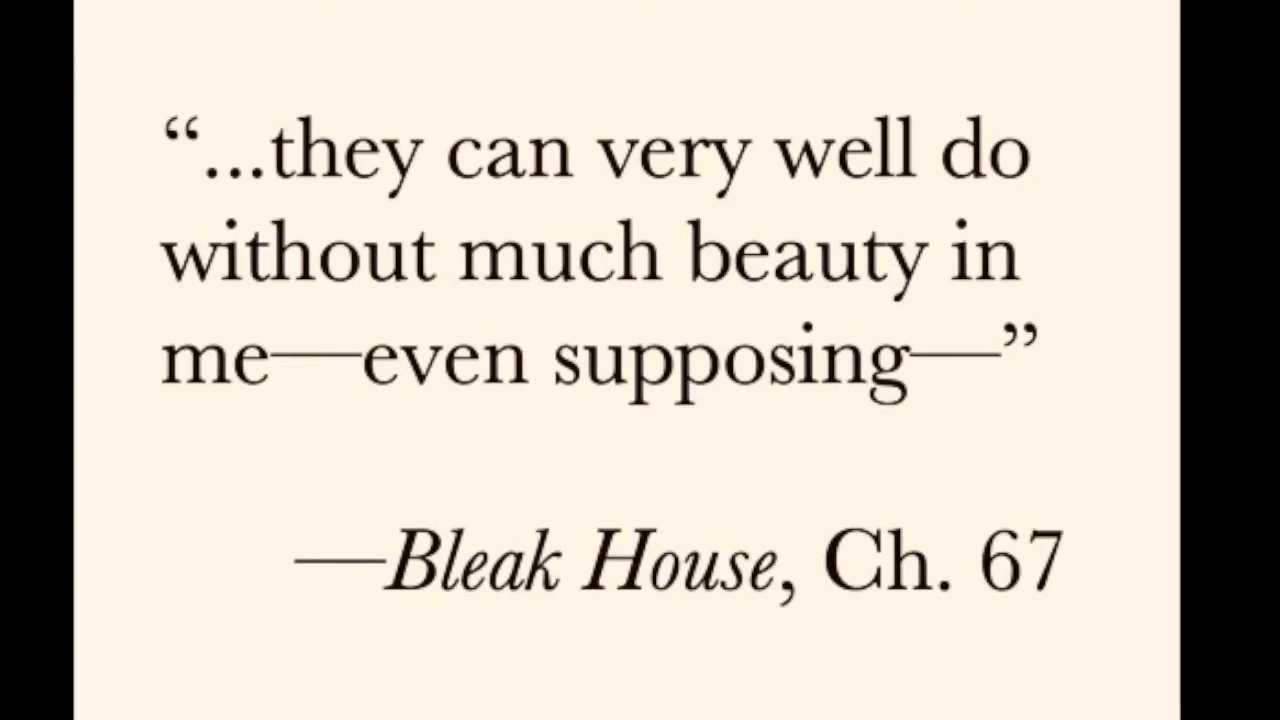 “...they can very well do
without much beauty in
me—even supposing—”
—Bleak House, Ch. 67